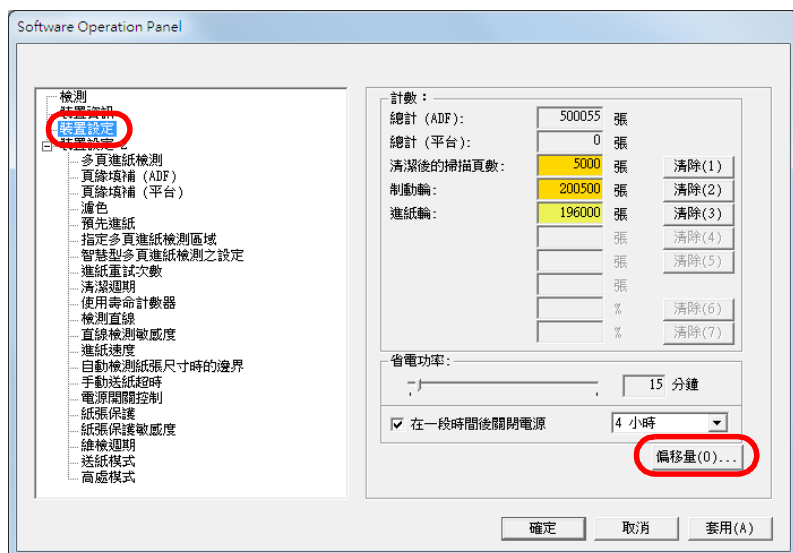 Software Operation Panel
檢測
裝置資訊
裝置設定
裝置設定 2
多頁進紙檢測
頁緣填補 (ADF)
頁緣填補 (平台)
濾色
預先進紙
指定多頁進紙檢測區域
智慧型多頁進紙檢測之設定
進紙重試次數
清潔週期
使用壽命計數器
檢測直線
直線檢測敏感度
進紙速度
自動檢測紙張尺寸時的邊界
手動送紙超時
電源開關控制
紙張保護
紙張保護敏感度
維檢週期
送紙模式
高處模式
計數：
總計 (ADF): 500055 張
總計 (平台): 0 張
清潔後的掃描頁數: 5000 張 清除(1)
制動輪: 200500 張 清除(2)
進紙輪: 196000 張 清除(3)
張 清除(4)
張 清除(5)
張
% 清除(6)
% 清除(7)
省電功率:
15 分鐘
在一段時間後關閉電源 4 小時
偏移量(O)...
確定 取消 套用(A)